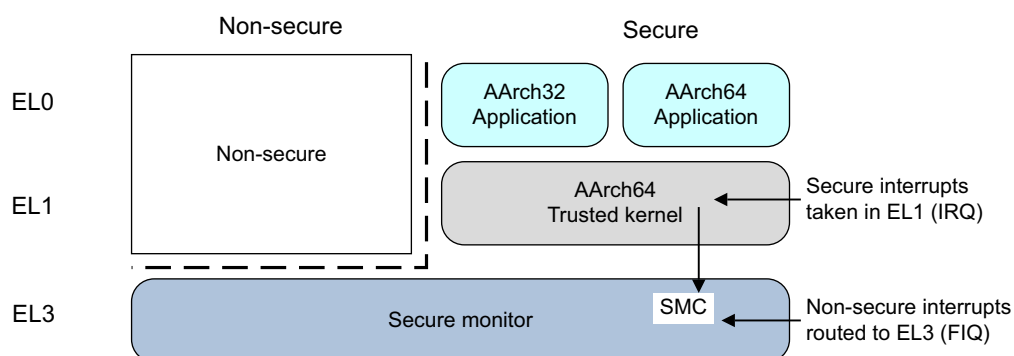 Non-secure
Secure
EL0
AArch32
Application
AArch64
Application
Non-secure
EL1
AArch64
Trusted kernel
Secure interrupts
taken in EL1 (IRQ)
EL3
Secure monitor
SMC
Non-secure interrupts
routed to EL3 (FIQ)